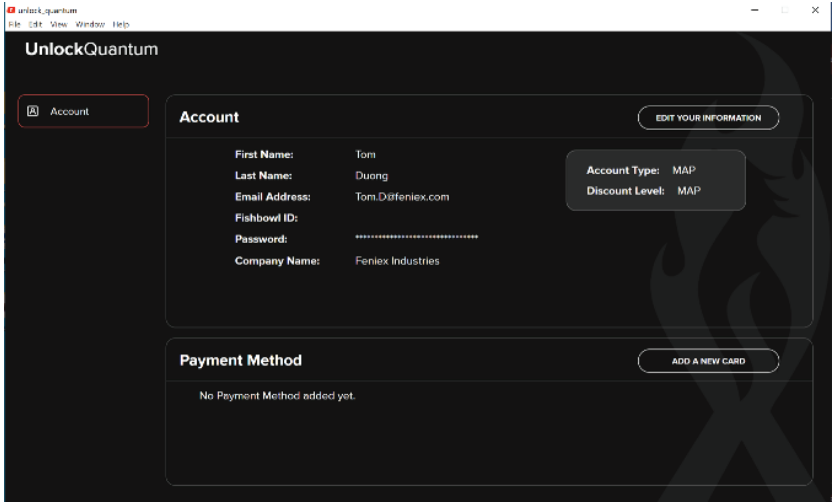 unlock_quantum
File Edit View Window Help
UnlockQuantum
Account
Account
EDIT YOUR INFORMATION
First Name: Tom
Last Name: Duong
Email Address: Tom.D@feniex.com
Fishbowl ID:
Password: ********************************
Company Name: Feniex Industries
Account Type: MAP
Discount Level: MAP
Payment Method
ADD A NEW CARD
No Payment Method added yet.